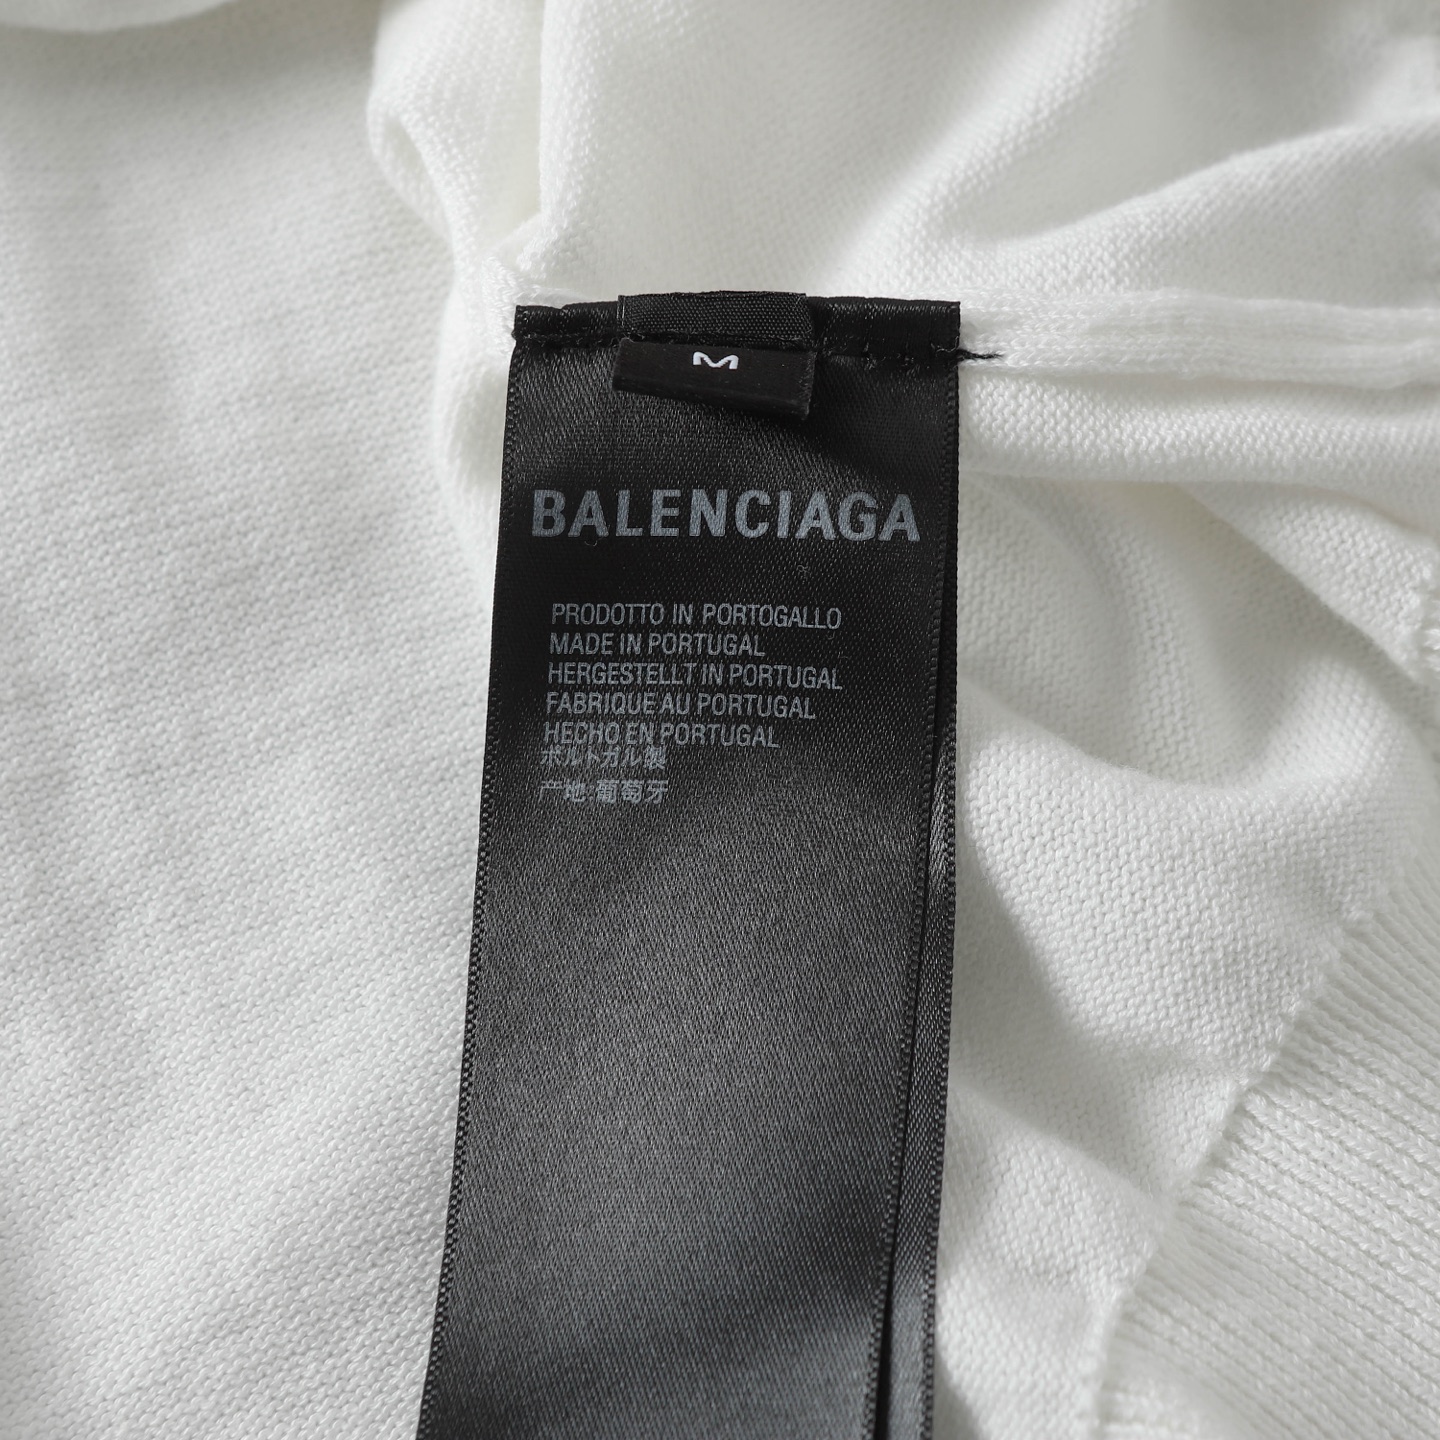 M
BALENCIAGA
PRODOTTO IN PORTOGALLO
MADE IN PORTUGAL
HERGESTELLT IN PORTUGAL
FABRIQUE AU PORTUGAL
HECHO EN PORTUGAL
ポルトガル製
产地:葡萄牙